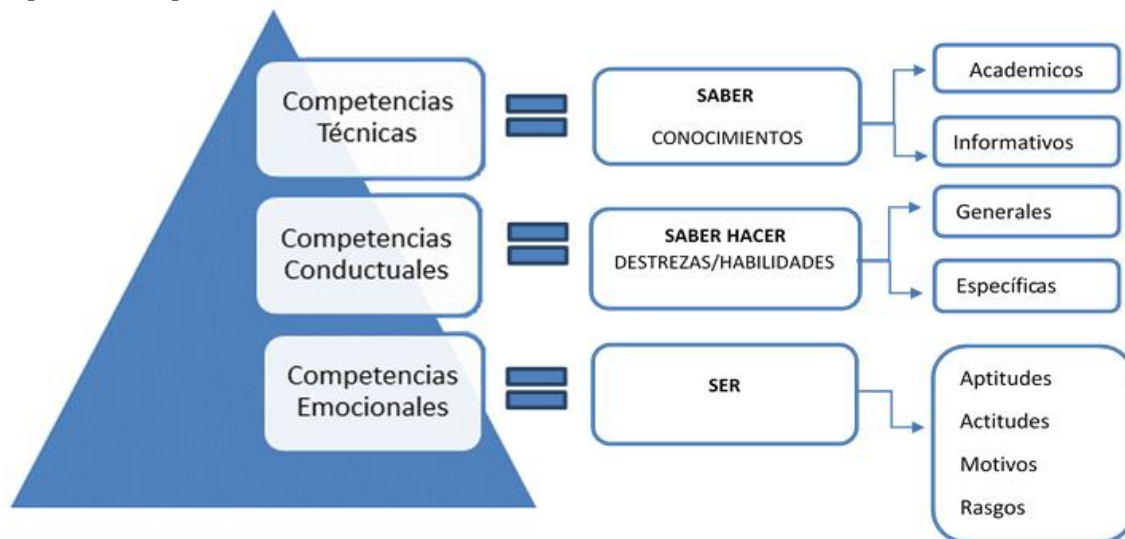 Competencias
Técnicas
SABER
CONOCIMIENTOS
Academicos
Informativos
Competencias
Conductuales
SABER HACER
DESTREZAS/HABILIDADES
Generales
Específicas
Competencias
Emocionales
SER
Aptitudes
Actitudes
Motivos
Rasgos